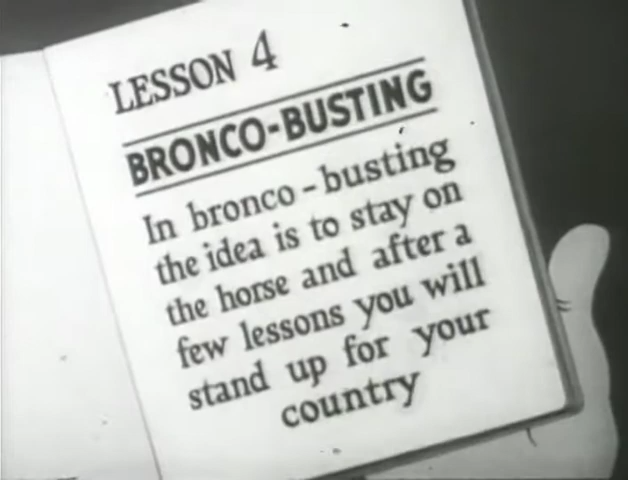 LESSON 4
BRONCO-BUSTING
In bronco-busting
the idea is to stay on
the horse and after a
few lessons you will
stand up for your
country